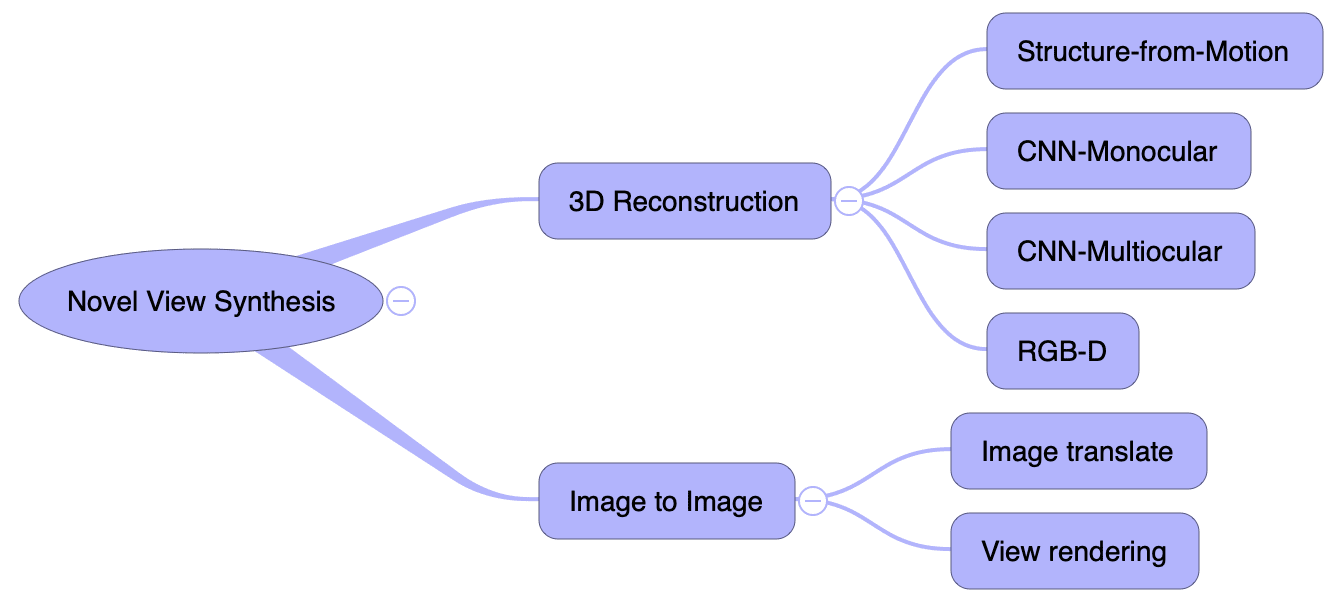 Novel View Synthesis
3D Reconstruction
Structure-from-Motion
CNN-Monocular
CNN-Multiocular
RGB-D
Image to Image
Image translate
View rendering